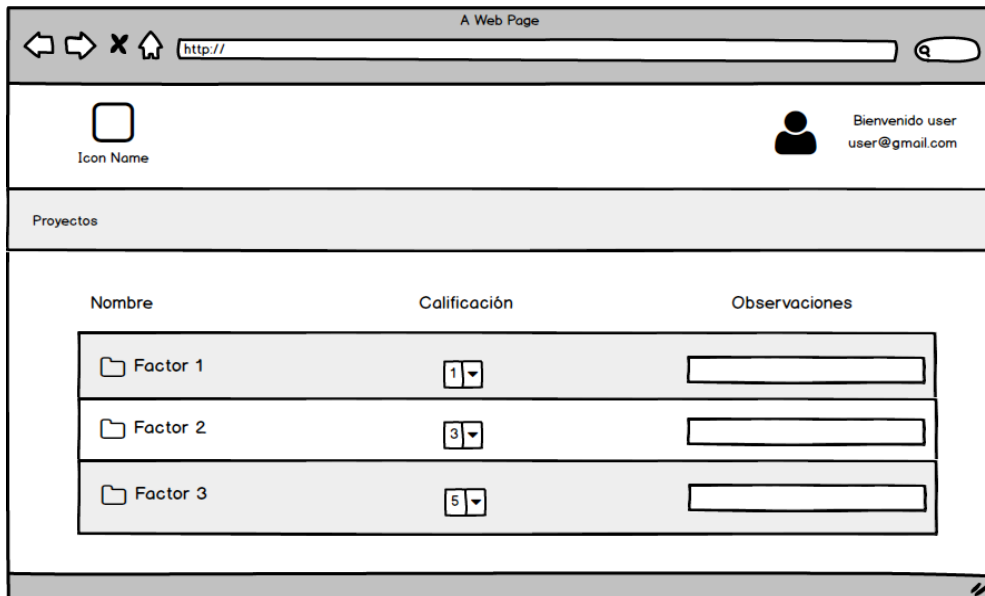 A Web Page
http://
Icon Name
Bienvenido user
user@gmail.com
Proyectos
Nombre Calificación Observaciones
Factor 1 1
Factor 2 3
Factor 3 5